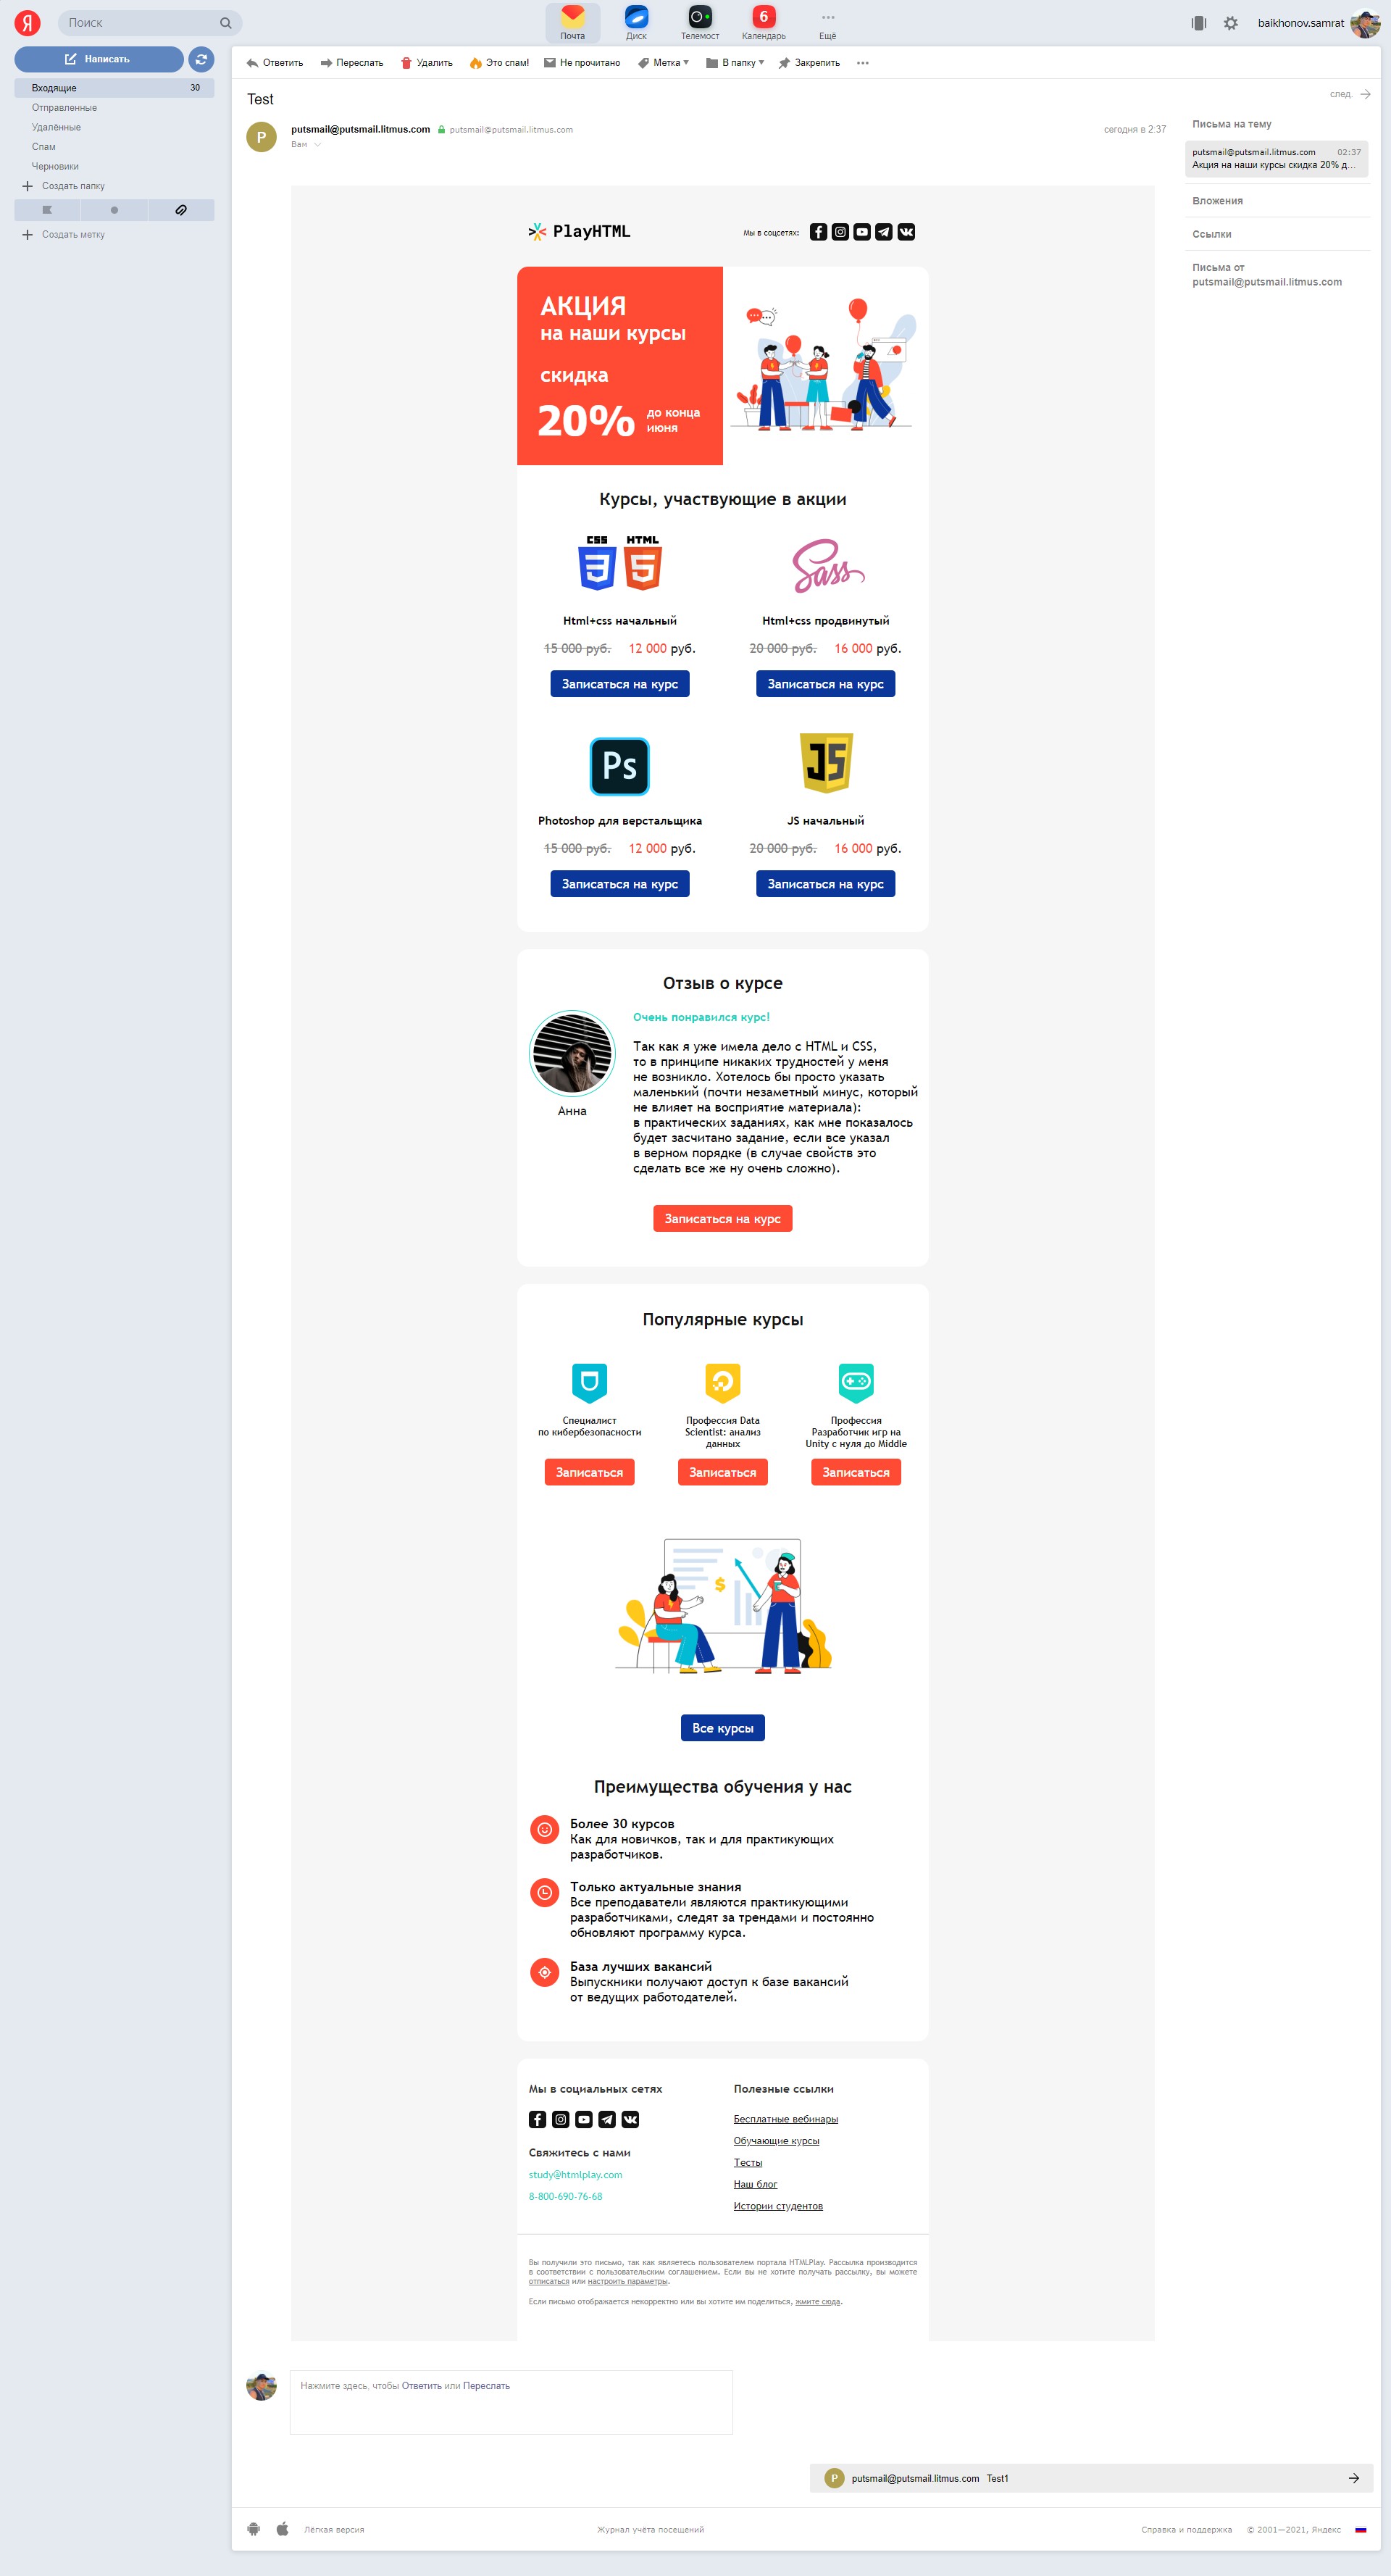 Я
Поиск
Почта
Диск
Телемост
6
Календарь
Ещё
baikhonov.samrat
Написать
Входящие 30
Отправленные
Удалённые
Спам
Черновики
Создать папку
Создать метку
Ответить
Переслать
Удалить
Это спам!
Не прочитано
Метка
В папку
Закрепить
Test
след.
P
putsmail@putsmail.litmus.com putsmail@putsmail.litmus.com
сегодня в 2:37
Вам
Письма на тему
putsmail@putsmail.litmus.com 02:37
Акция на наши курсы скидка 20% д...
Вложения
Ссылки
Письма от
putsmail@putsmail.litmus.com
PlayHTML
Мы в соцсетях:
АКЦИЯ
на наши курсы
скидка
20% до конца
июня
Курсы, участвующие в акции
CSS HTML
3 5
Sass
Html+css начальный
Html+css продвинутый
15 000 руб. 12 000 руб.
20 000 руб. 16 000 руб.
Записаться на курс
Записаться на курс
Ps
JS
Photoshop для верстальщика
JS начальный
15 000 руб. 12 000 руб.
20 000 руб. 16 000 руб.
Записаться на курс
Записаться на курс
Отзыв о курсе
Очень понравился курс!
Так как я уже имела дело с HTML и CSS,
то в принципе никаких трудностей у меня
не возникло. Хотелось бы просто указать
маленький (почти незаметный минус, который
не влияет на восприятие материала):
в практических заданиях, как мне показалось
будет засчитано задание, если все указал
в верном порядке (в случае свойств это
сделать все же ну очень сложно).
Анна
Записаться на курс
Популярные курсы
Специалист
по кибербезопасности
Профессия Data
Scientist: анализ
данных
Профессия
Разработчик игр на
Unity с нуля до Middle
Записаться
Записаться
Записаться
$
Все курсы
Преимущества обучения у нас
Более 30 курсов
Как для новичков, так и для практикующих
разработчиков.
Только актуальные знания
Все преподаватели являются практикующими
разработчиками, следят за трендами и постоянно
обновляют программу курса.
База лучших вакансий
Выпускники получают доступ к базе вакансий
от ведущих работодателей.
Мы в социальных сетях
Свяжитесь с нами
study@htmlplay.com
8-800-690-76-68
Полезные ссылки
Бесплатные вебинары
Обучающие курсы
Тесты
Наш блог
Истории студентов
Вы получили это письмо, так как являетесь пользователем портала HTMLPlay. Рассылка производится
в соответствии с пользовательским соглашением. Если вы не хотите получать рассылку, вы можете
отписаться или настроить параметры.
Если письмо отображается некорректно или вы хотите им поделиться, жмите сюда.
Нажмите здесь, чтобы Ответить или Переслать
P
putsmail@putsmail.litmus.com Test1
Лёгкая версия
Журнал учёта посещений
Справка и поддержка
© 2001—2021, Яндекс